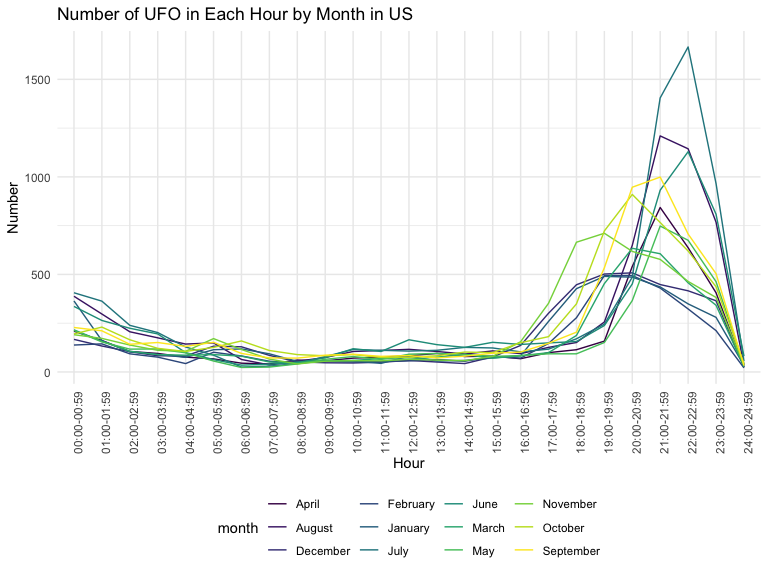 Number of UFO in Each Hour by Month in US
1500
1000
500
0
Number
00:00-00:59
01:00-01:59
02:00-02:59
03:00-03:59
04:00-04:59
05:00-05:59
06:00-06:59
07:00-07:59
08:00-08:59
09:00-09:59
10:00-10:59
11:00-11:59
12:00-12:59
13:00-13:59
14:00-14:59
15:00-15:59
16:00-16:59
17:00-17:59
18:00-18:59
19:00-19:59
20:00-20:59
21:00-21:59
22:00-22:59
23:00-23:59
24:00-24:59
Hour
month
April
February
June
November
August
January
March
October
December
July
May
September